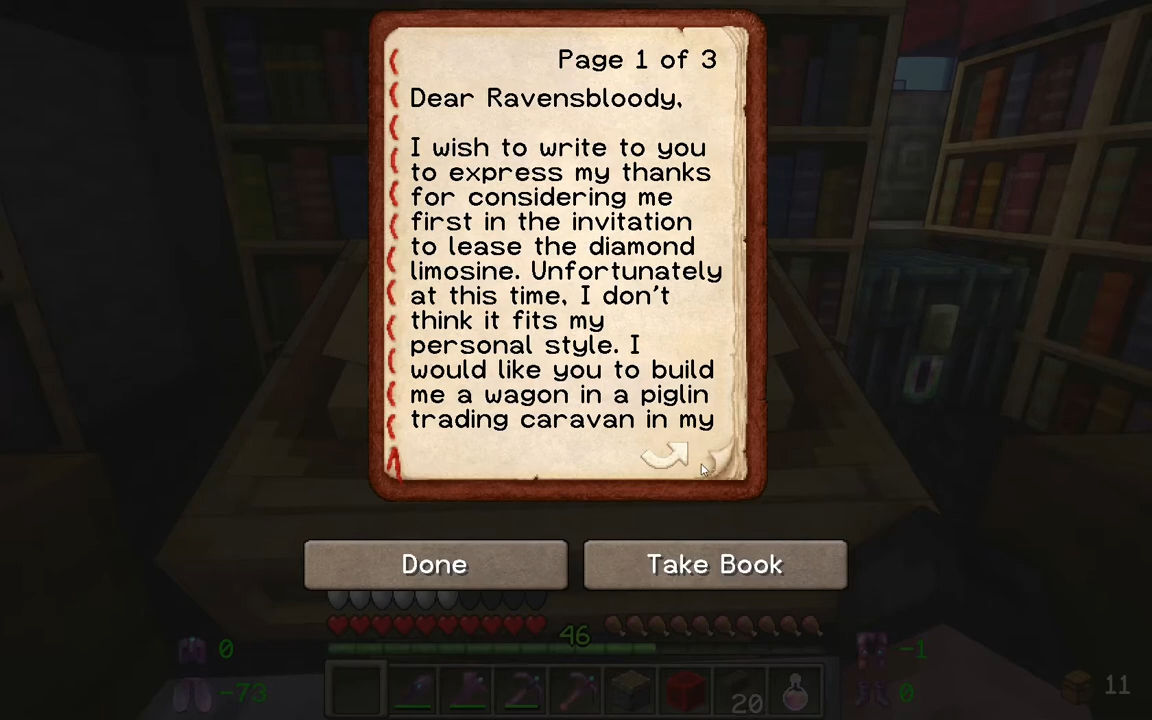 Page 1 of 3
Dear Ravensbloody,
I wish to write to you
to express my thanks
for considering me
first in the invitation
to lease the diamond
limosine. Unfortunately
at this time, I don't
think it fits my
personal style. I
would like you to build
me a wagon in a piglin
trading caravan in my
Done
Take Book
46
0
-1
-73
20
0
11